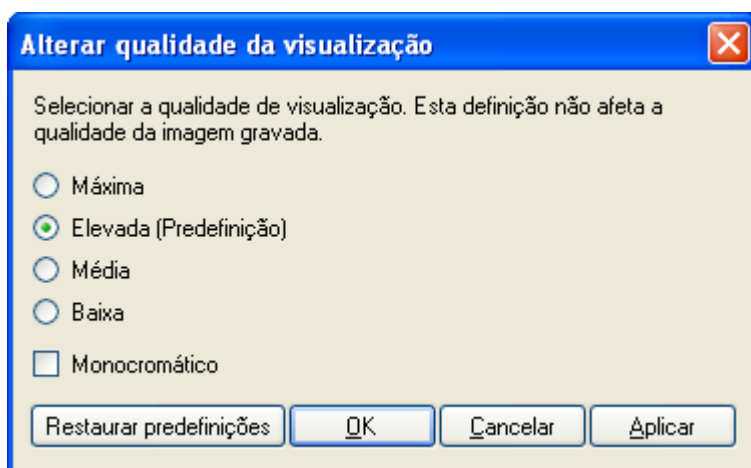 Alterar qualidade da visualização
Selecionar a qualidade de visualização. Esta definição não afeta a
qualidade da imagem gravada.
Máxima
Elevada (Predefinição)
Média
Baixa
Monocromático
Restaurar predefinições OK Cancelar Aplicar